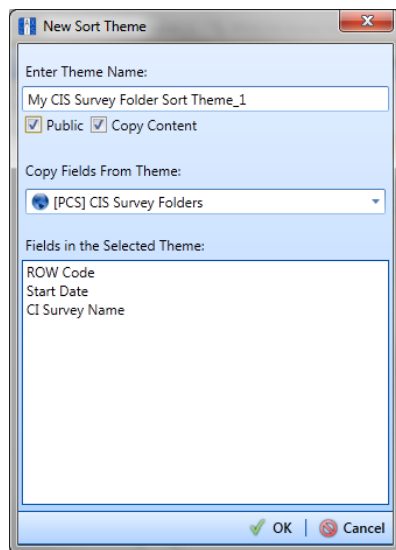 New Sort Theme
Enter Theme Name:
My CIS Survey Folder Sort Theme_1
Public Copy Content
Copy Fields From Theme:
[PCS] CIS Survey Folders
Fields in the Selected Theme:
ROW Code
Start Date
CI Survey Name
OK | Cancel